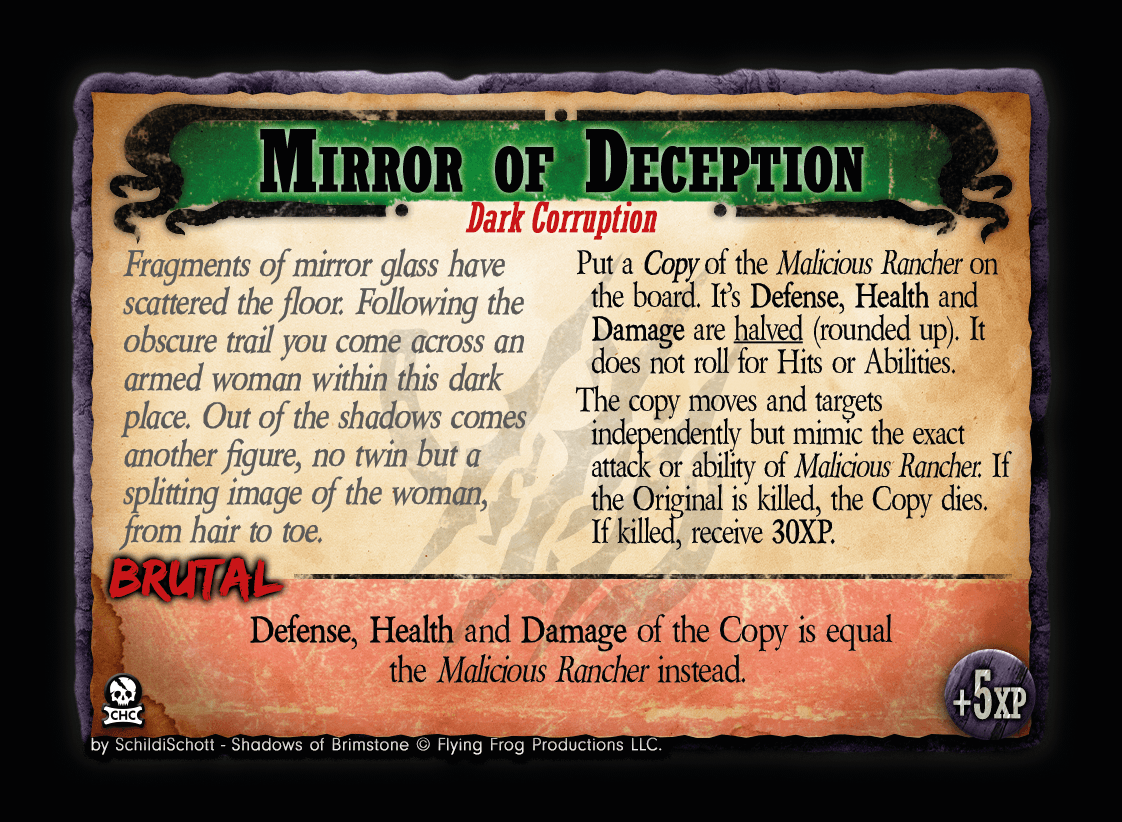 Mirror of Deception
Dark Corruption
Fragments of mirror glass have
scattered the floor. Following the
obscure trail you come across an
armed woman within this dark
place. Out of the shadows comes
another figure, no twin but a
splitting image of the woman,
from hair to toe.
Put a Copy of the Malicious Rancher on
the board. It's Defense, Health and
Damage are halved (rounded up). It
does not roll for Hits or Abilities.
The copy moves and targets
independently but mimic the exact
attack or ability of Malicious Rancher. If
the Original is killed, the Copy dies.
If killed, receive 30XP.
BRUTAL
Defense, Health and Damage of the Copy is equal
the Malicious Rancher instead.
CHC
+5XP
by SchildiSchott - Shadows of Brimstone © Flying Frog Productions LLC.